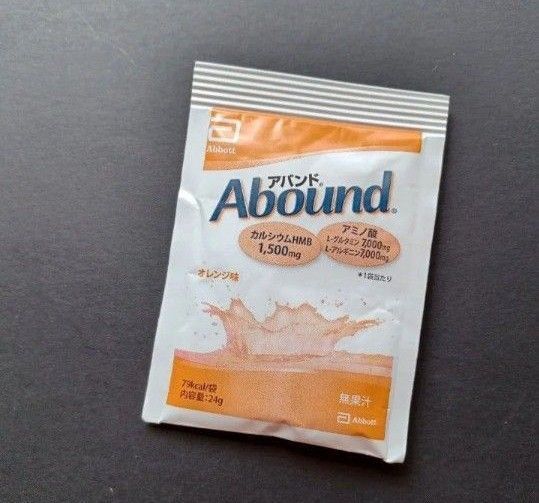 Abbott
アバンド®
Abound®
カルシウムHMB
1,500mg
アミノ酸
L-グルタミン 7,000mg
L-アルギニン7,000mg
*1袋当たり
オレンジ味
79kcal/袋
内容量:24g
無果汁
Abbott